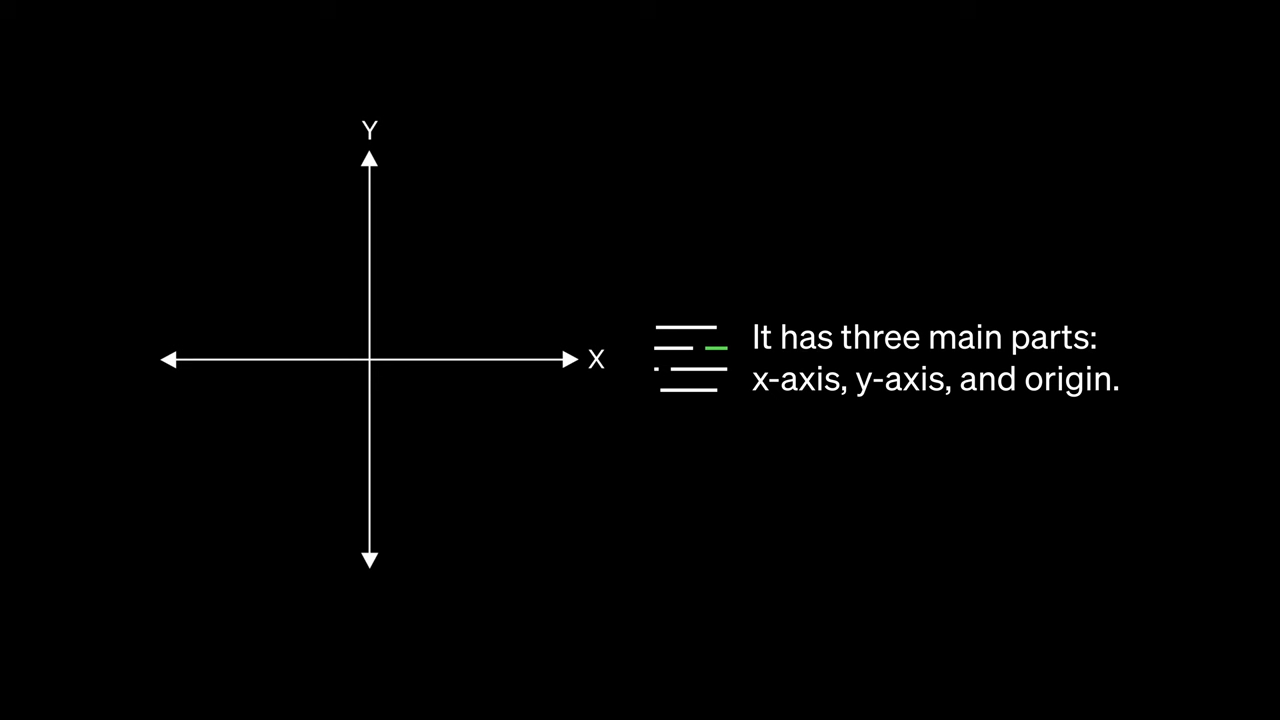 Y
X
It has three main parts:
x-axis, y-axis, and origin.